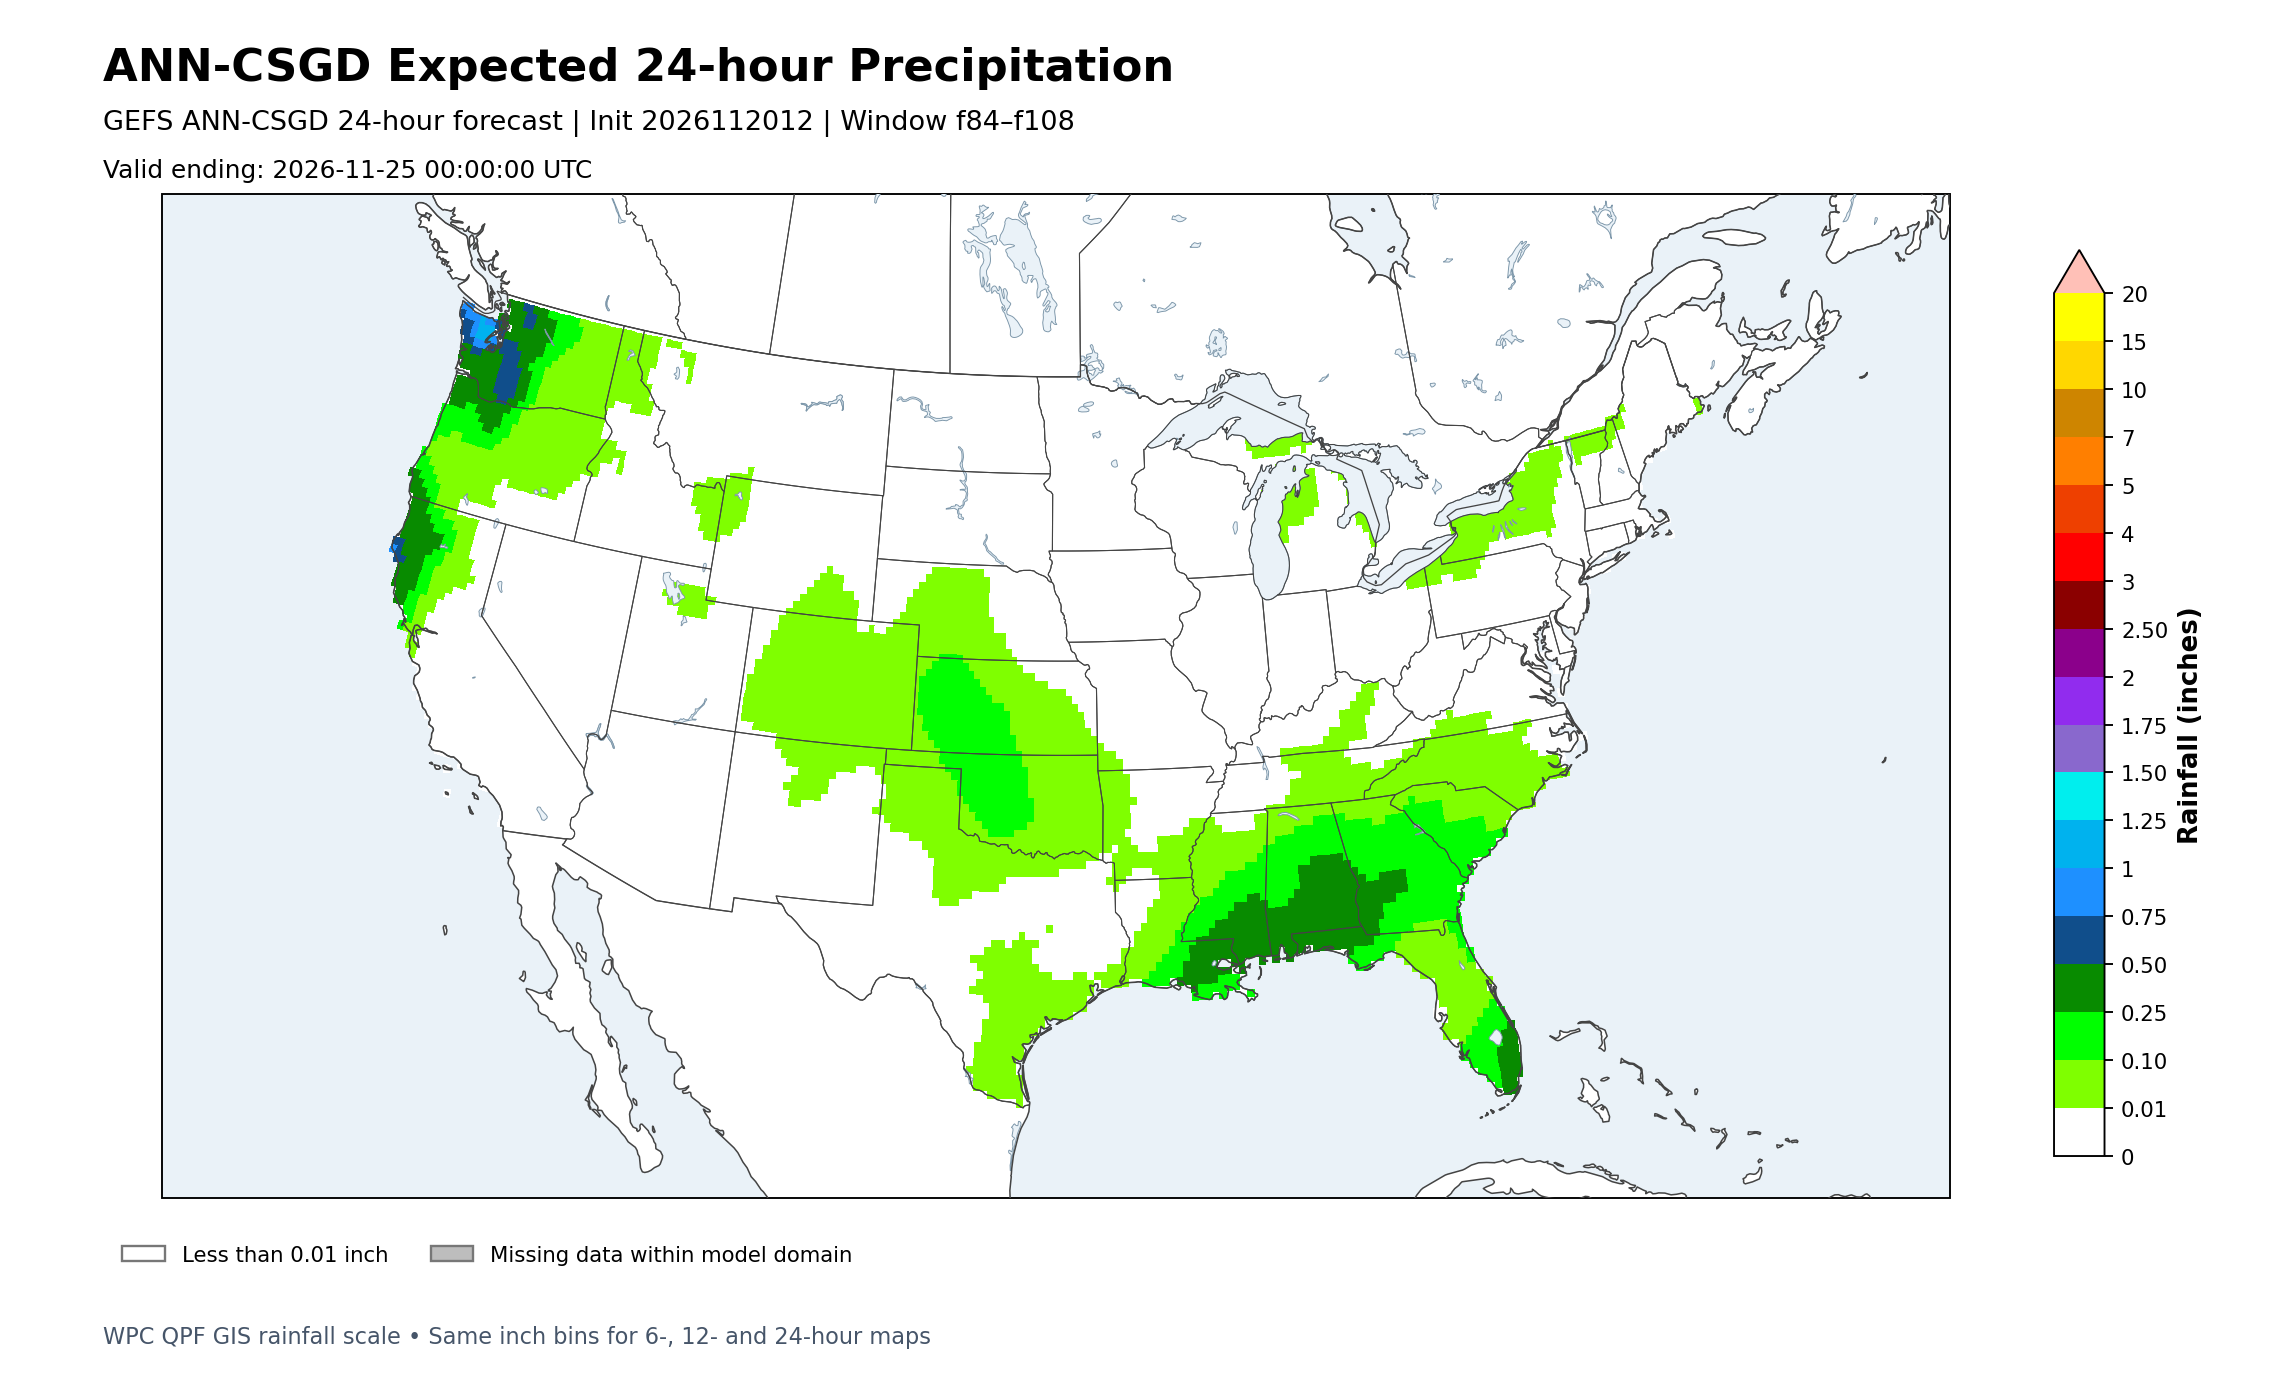 ANN-CSGD Expected 24-hour Precipitation
GEFS ANN-CSGD 24-hour forecast | Init 2026112012 | Window f84–f108
Valid ending: 2026-11-25 00:00:00 UTC
20
15
10
7
5
4
3
2.50
2
1.75
1.50
1.25
1
0.75
0.50
0.25
0.10
0.01
0
Rainfall (inches)
Less than 0.01 inch
Missing data within model domain
WPC QPF GIS rainfall scale • Same inch bins for 6-, 12- and 24-hour maps